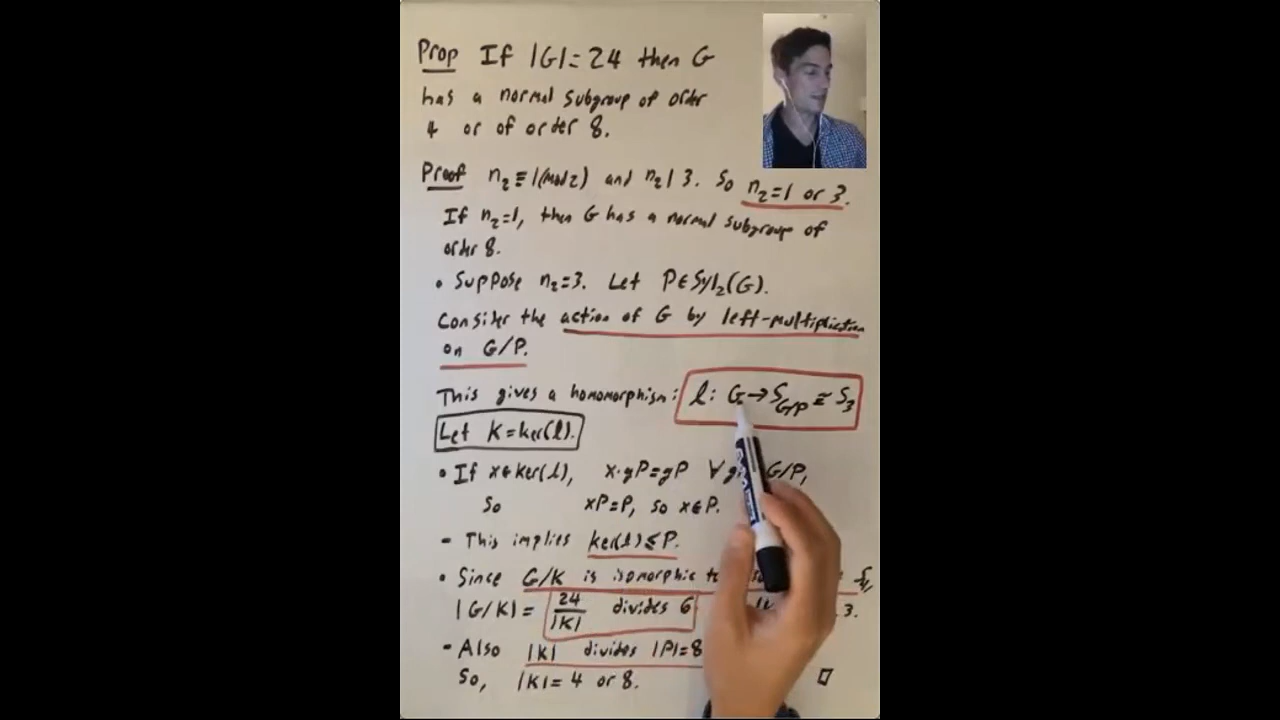 Prop If |G|=24 then G
has a normal subgroup of order
4 or of order 8.
Proof n₂≡1(mod2) and n₂|3. So n₂=1 or 3.
If n₂=1, then G has a normal subgroup of
order 8.
• Suppose n₂=3. Let P∈Syl₂(G).
Consider the action of G by left-multiplication
on G/P.
This gives a homomorphism: l: G→S_{G/P}≅S₃
Let K=ker(l).
• If x∈ker(l), x·gP=gP ∀ G/P,
So xP=P, so x∈P.
- This implies ker(l)≤P.
• Since G/K is isomorphic
|G/K|= 24/|K| divides 6 3.
- Also |K| divides |P|=8
So, |K|=4 or 8. □